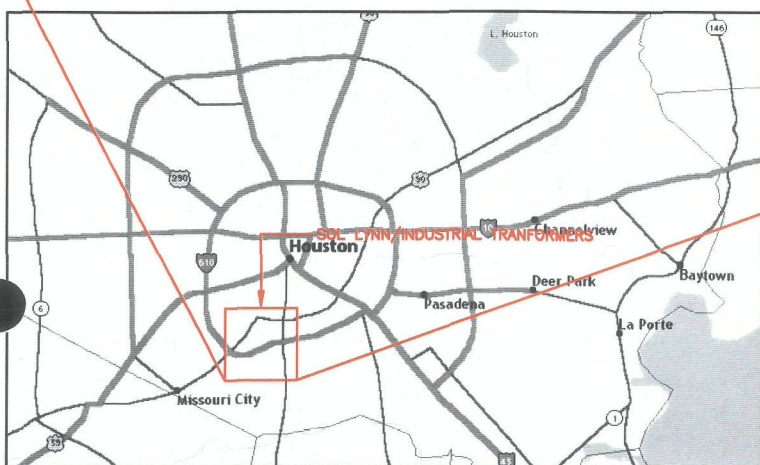 L. Houston
146
290
90
10
Channelview
SOL LYNN/INDUSTRIAL TRANFORMERS
Houston
610
Baytown
Deer Park
Pasadena
6
La Porte
Missouri City
1
59
45